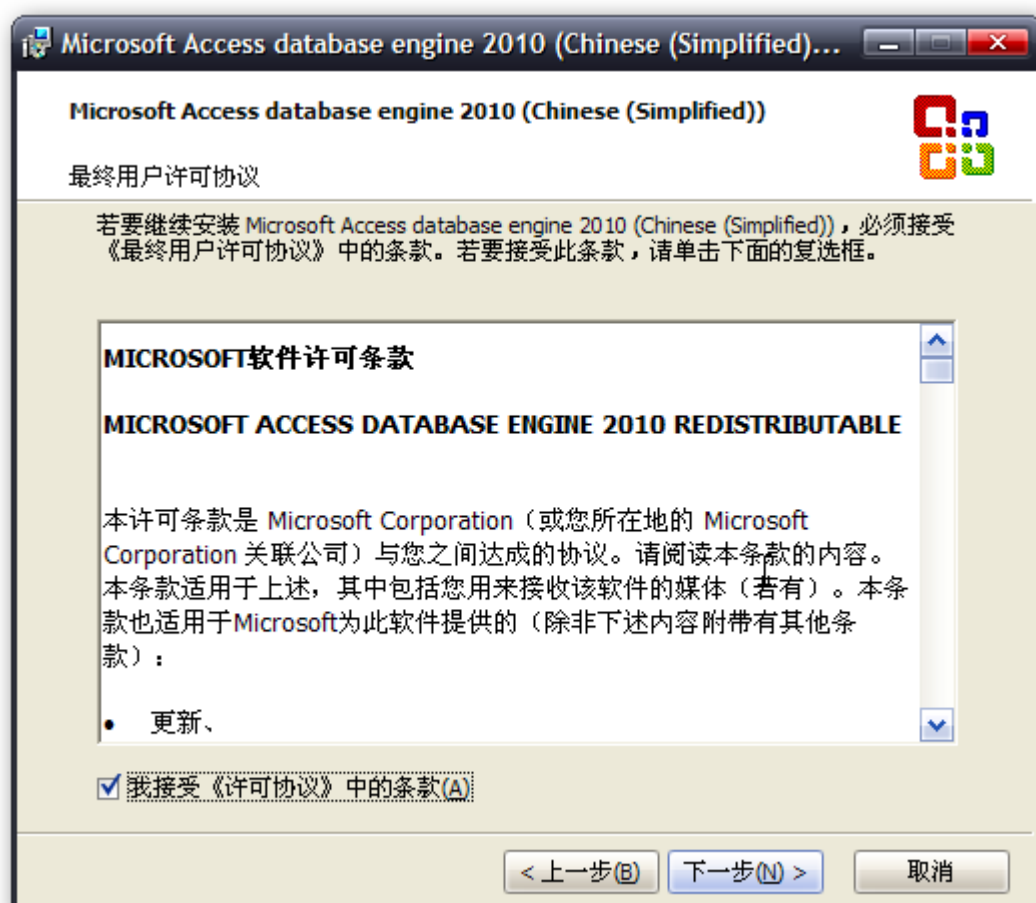 Microsoft Access database engine 2010 (Chinese (Simplified)...
Microsoft Access database engine 2010 (Chinese (Simplified))
最终用户许可协议
若要继续安装 Microsoft Access database engine 2010 (Chinese (Simplified))，必须接受
《最终用户许可协议》中的条款。若要接受此条款，请单击下面的复选框。
MICROSOFT软件许可条款
MICROSOFT ACCESS DATABASE ENGINE 2010 REDISTRIBUTABLE
本许可条款是 Microsoft Corporation（或您所在地的 Microsoft
Corporation 关联公司）与您之间达成的协议。请阅读本条款的内容。
本条款适用于上述，其中包括您用来接收该软件的媒体（若有）。本条
款也适用于Microsoft为此软件提供的（除非下述内容附带有其他条
款）：
• 更新、
我接受《许可协议》中的条款(A)
< 上一步(B) 下一步(N) > 取消